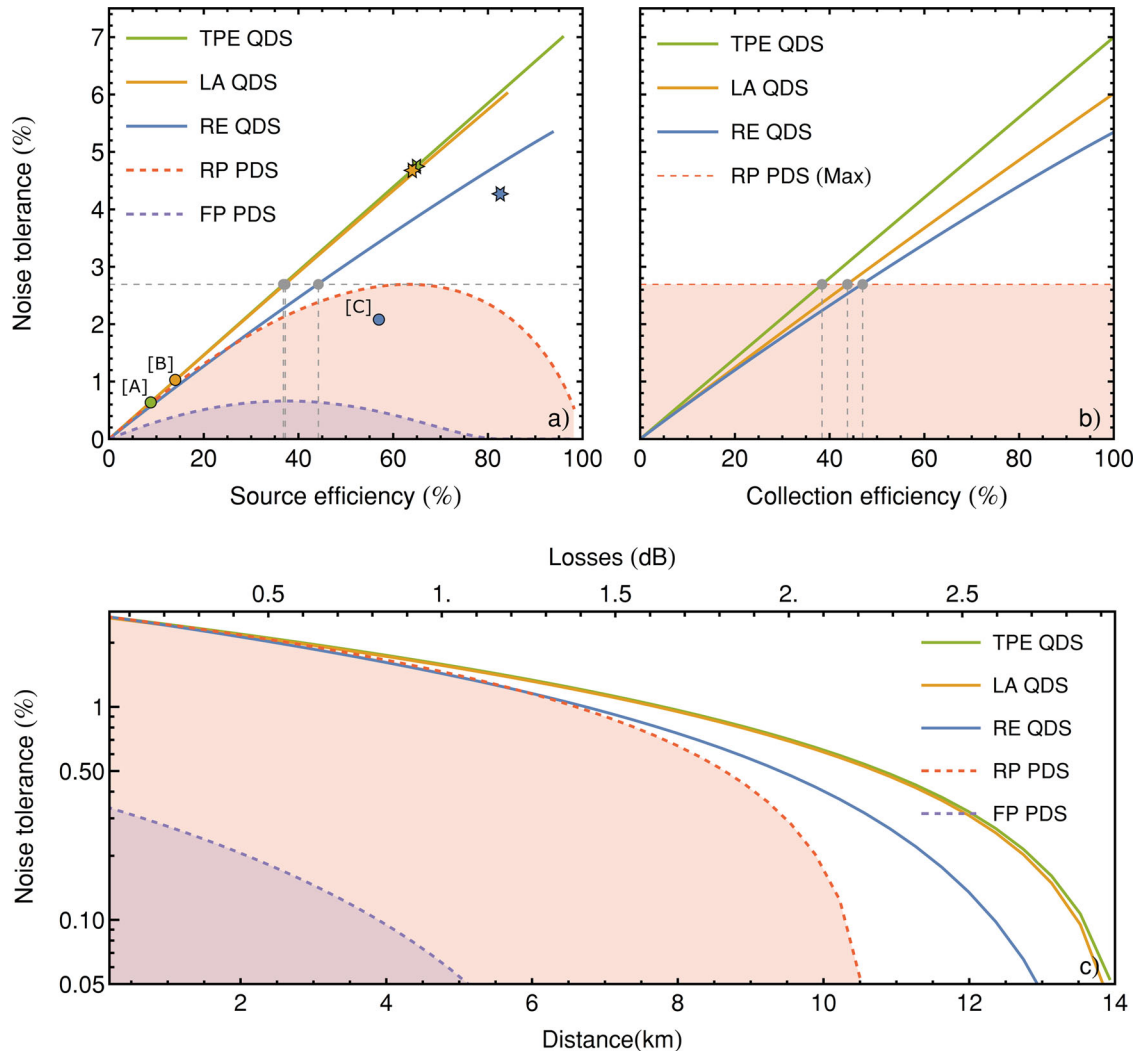 7
6
5
4
3
2
1
0
Noise tolerance (%)
TPE QDS
LA QDS
RE QDS
RP PDS
FP PDS
[A]
[B]
[C]
a)
0 20 40 60 80 100
Source efficiency (%)
TPE QDS
LA QDS
RE QDS
RP PDS (Max)
b)
0 20 40 60 80 100
Collection efficiency (%)
Losses (dB)
0.5 1. 1.5 2. 2.5
Noise tolerance (%)
1
0.50
0.10
0.05
TPE QDS
LA QDS
RE QDS
RP PDS
FP PDS
c)
2 4 6 8 10 12 14
Distance(km)